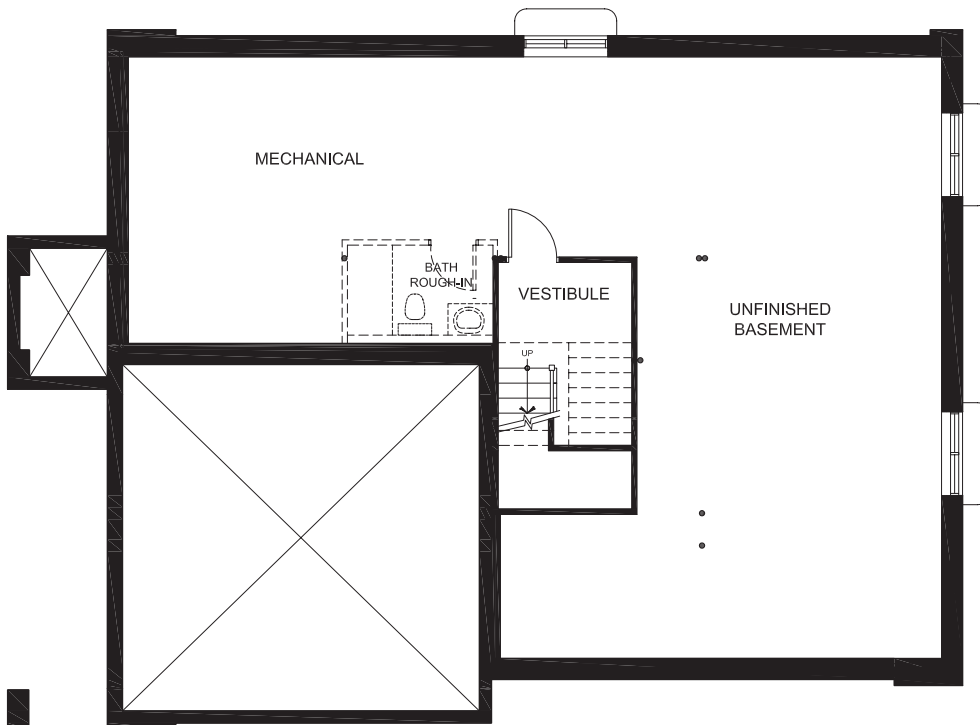 MECHANICAL
BATH
ROUGH-IN
VESTIBULE
UNFINISHED
BASEMENT
UP